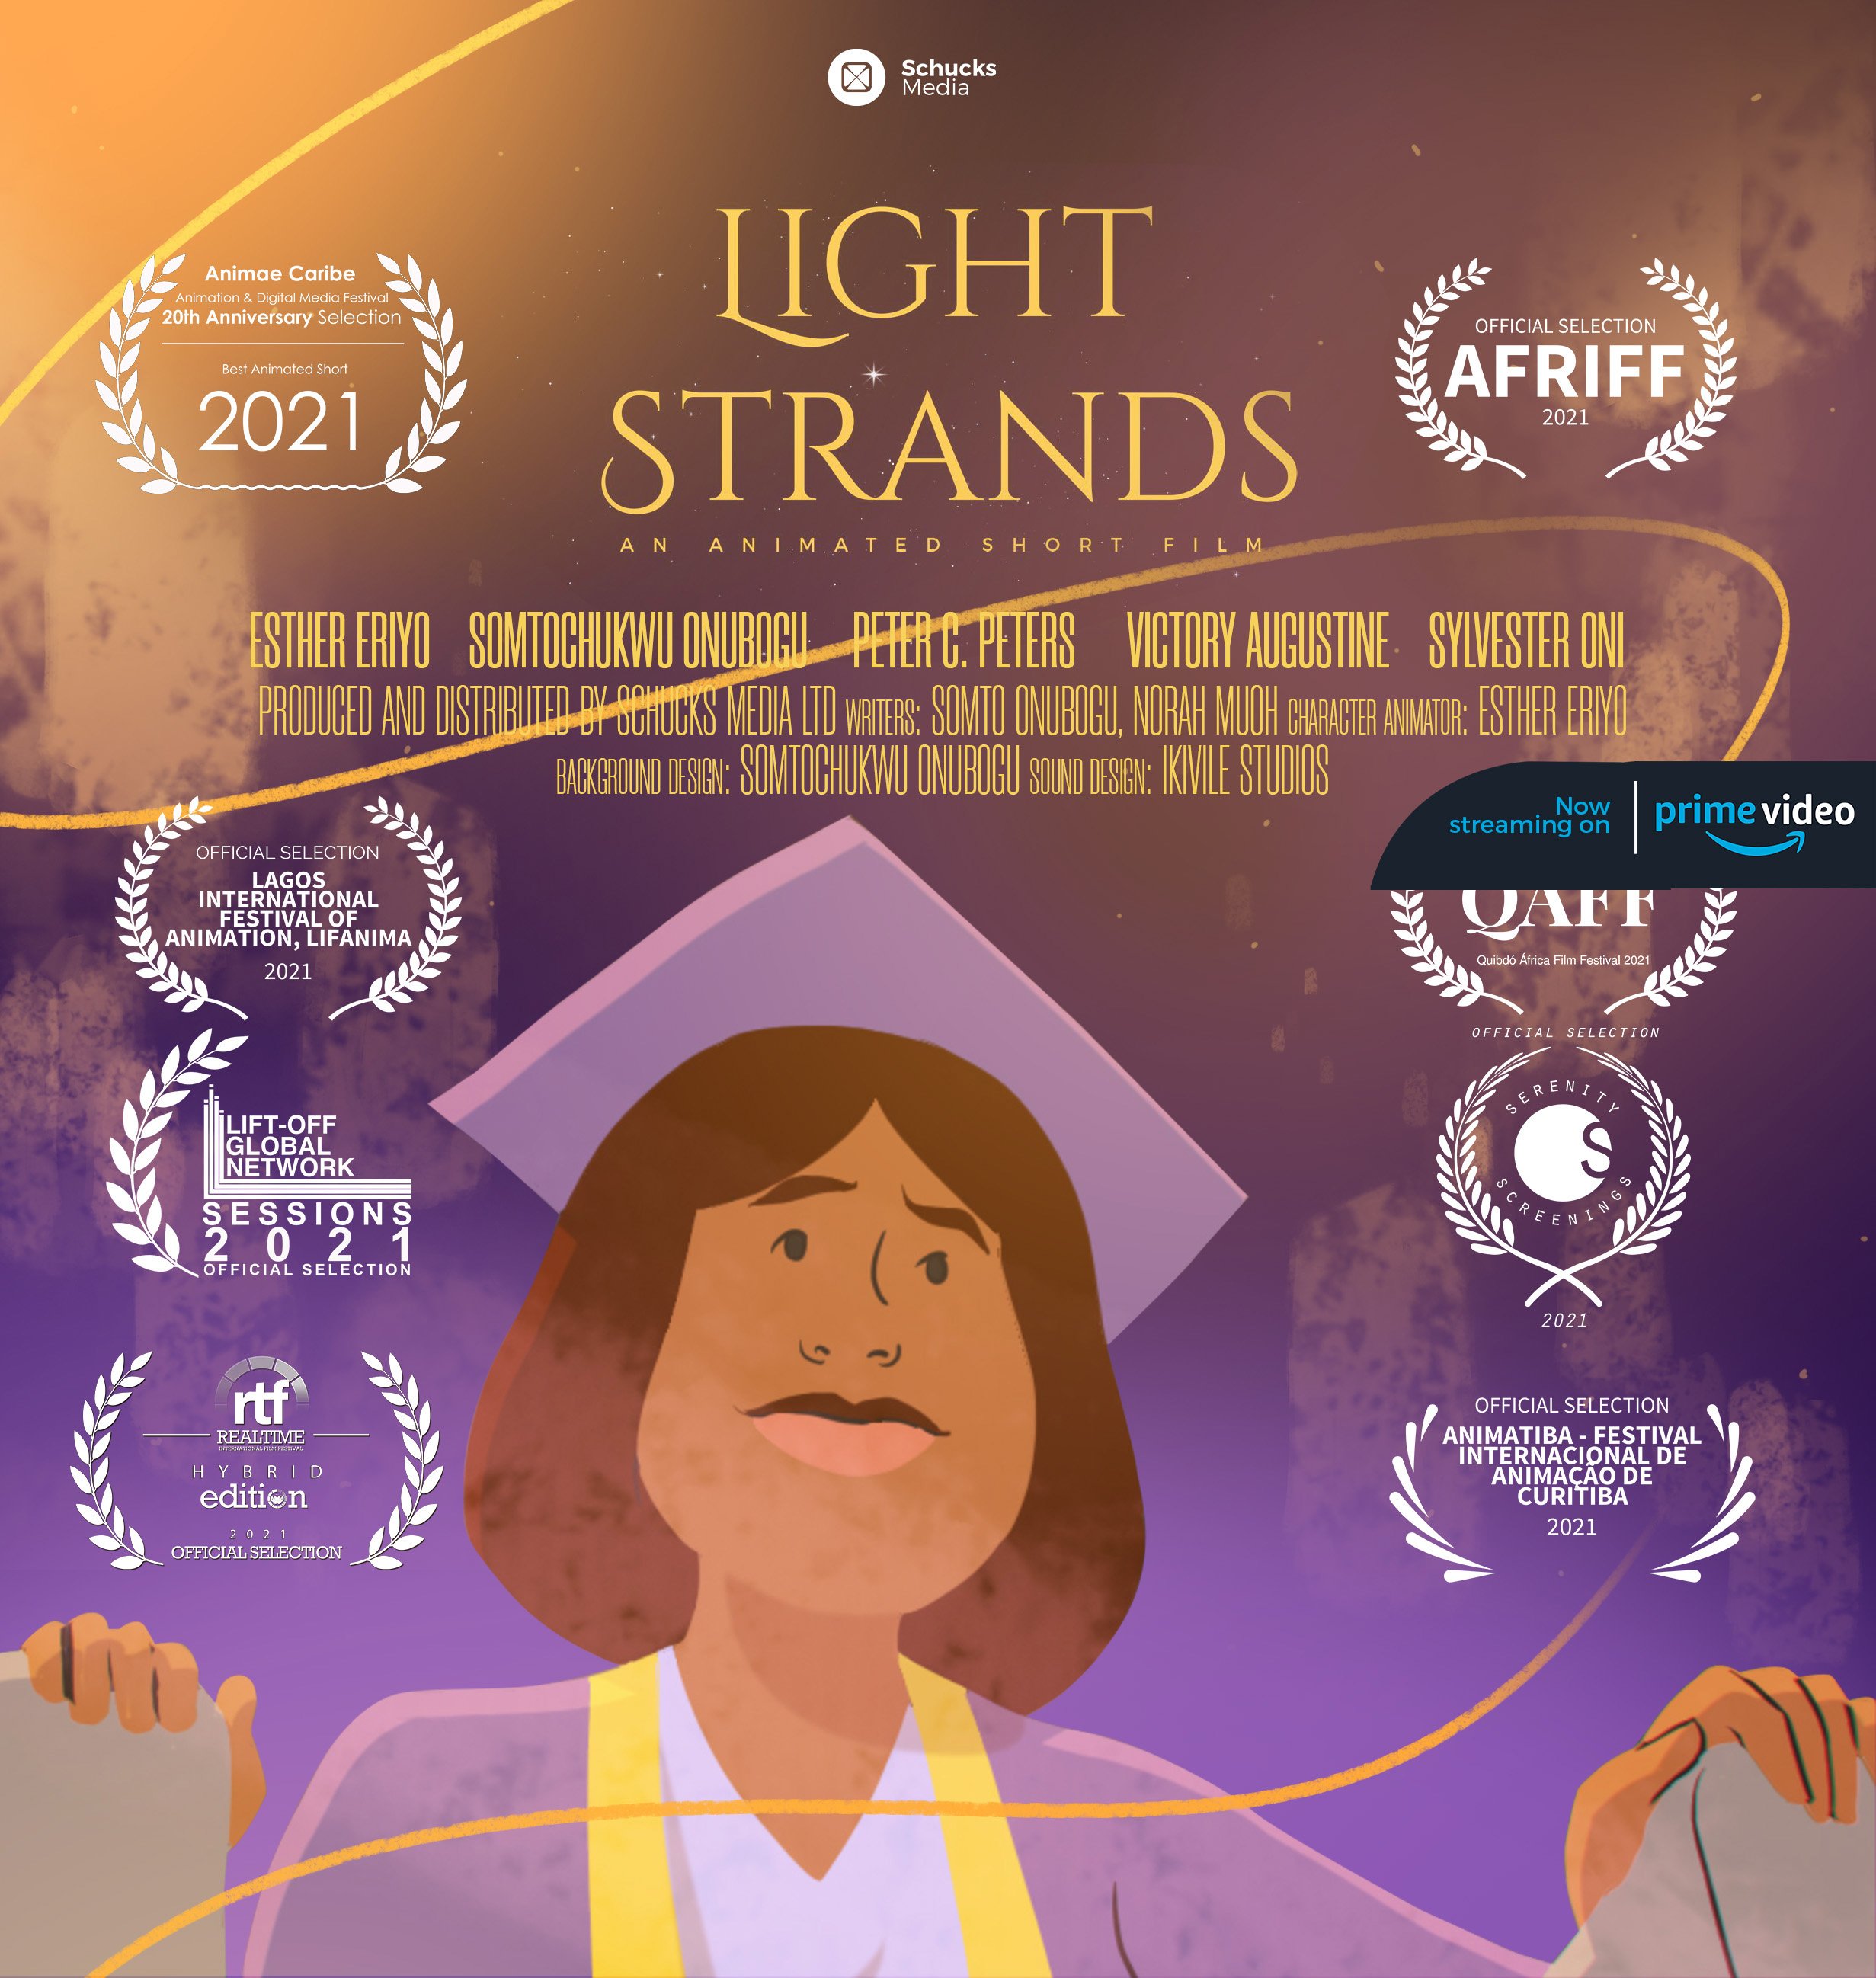 Schucks
Media
LIGHT
STRANDS
AN ANIMATED SHORT FILM
Animae Caribe
Animation & Digital Media Festival
20th Anniversary Selection
Best Animated Short
2021
OFFICIAL SELECTION
AFRIFF
2021
ESTHER ERIYO SOMTOCHUKWU ONUBOGU PETER C. PETERS VICTORY AUGUSTINE SYLVESTER ONI
PRODUCED AND DISTRIBUTED BY SCHUCKS MEDIA LTD WRITERS: SOMTO ONUBOGU, NORAH MUOH CHARACTER ANIMATOR: ESTHER ERIYO
BACKGROUND DESIGN: SOMTOCHUKWU ONUBOGU SOUND DESIGN: IKIVILE STUDIOS
Now
streaming on
prime video
OFFICIAL SELECTION
LAGOS
INTERNATIONAL
FESTIVAL OF
ANIMATION, LIFANIMA
2021
QAFF
Quibdó África Film Festival 2021
LIFT-OFF
GLOBAL
NETWORK
SESSIONS
2021
OFFICIAL SELECTION
OFFICIAL SELECTION
SERENITY
S
SCREENINGS
2021
rtf
REALTIME
INTERNATIONAL FILM FESTIVAL
HYBRID
edition
2021
OFFICIAL SELECTION
OFFICIAL SELECTION
ANIMATIBA - FESTIVAL
INTERNACIONAL DE
ANIMAÇÃO DE
CURITIBA
2021